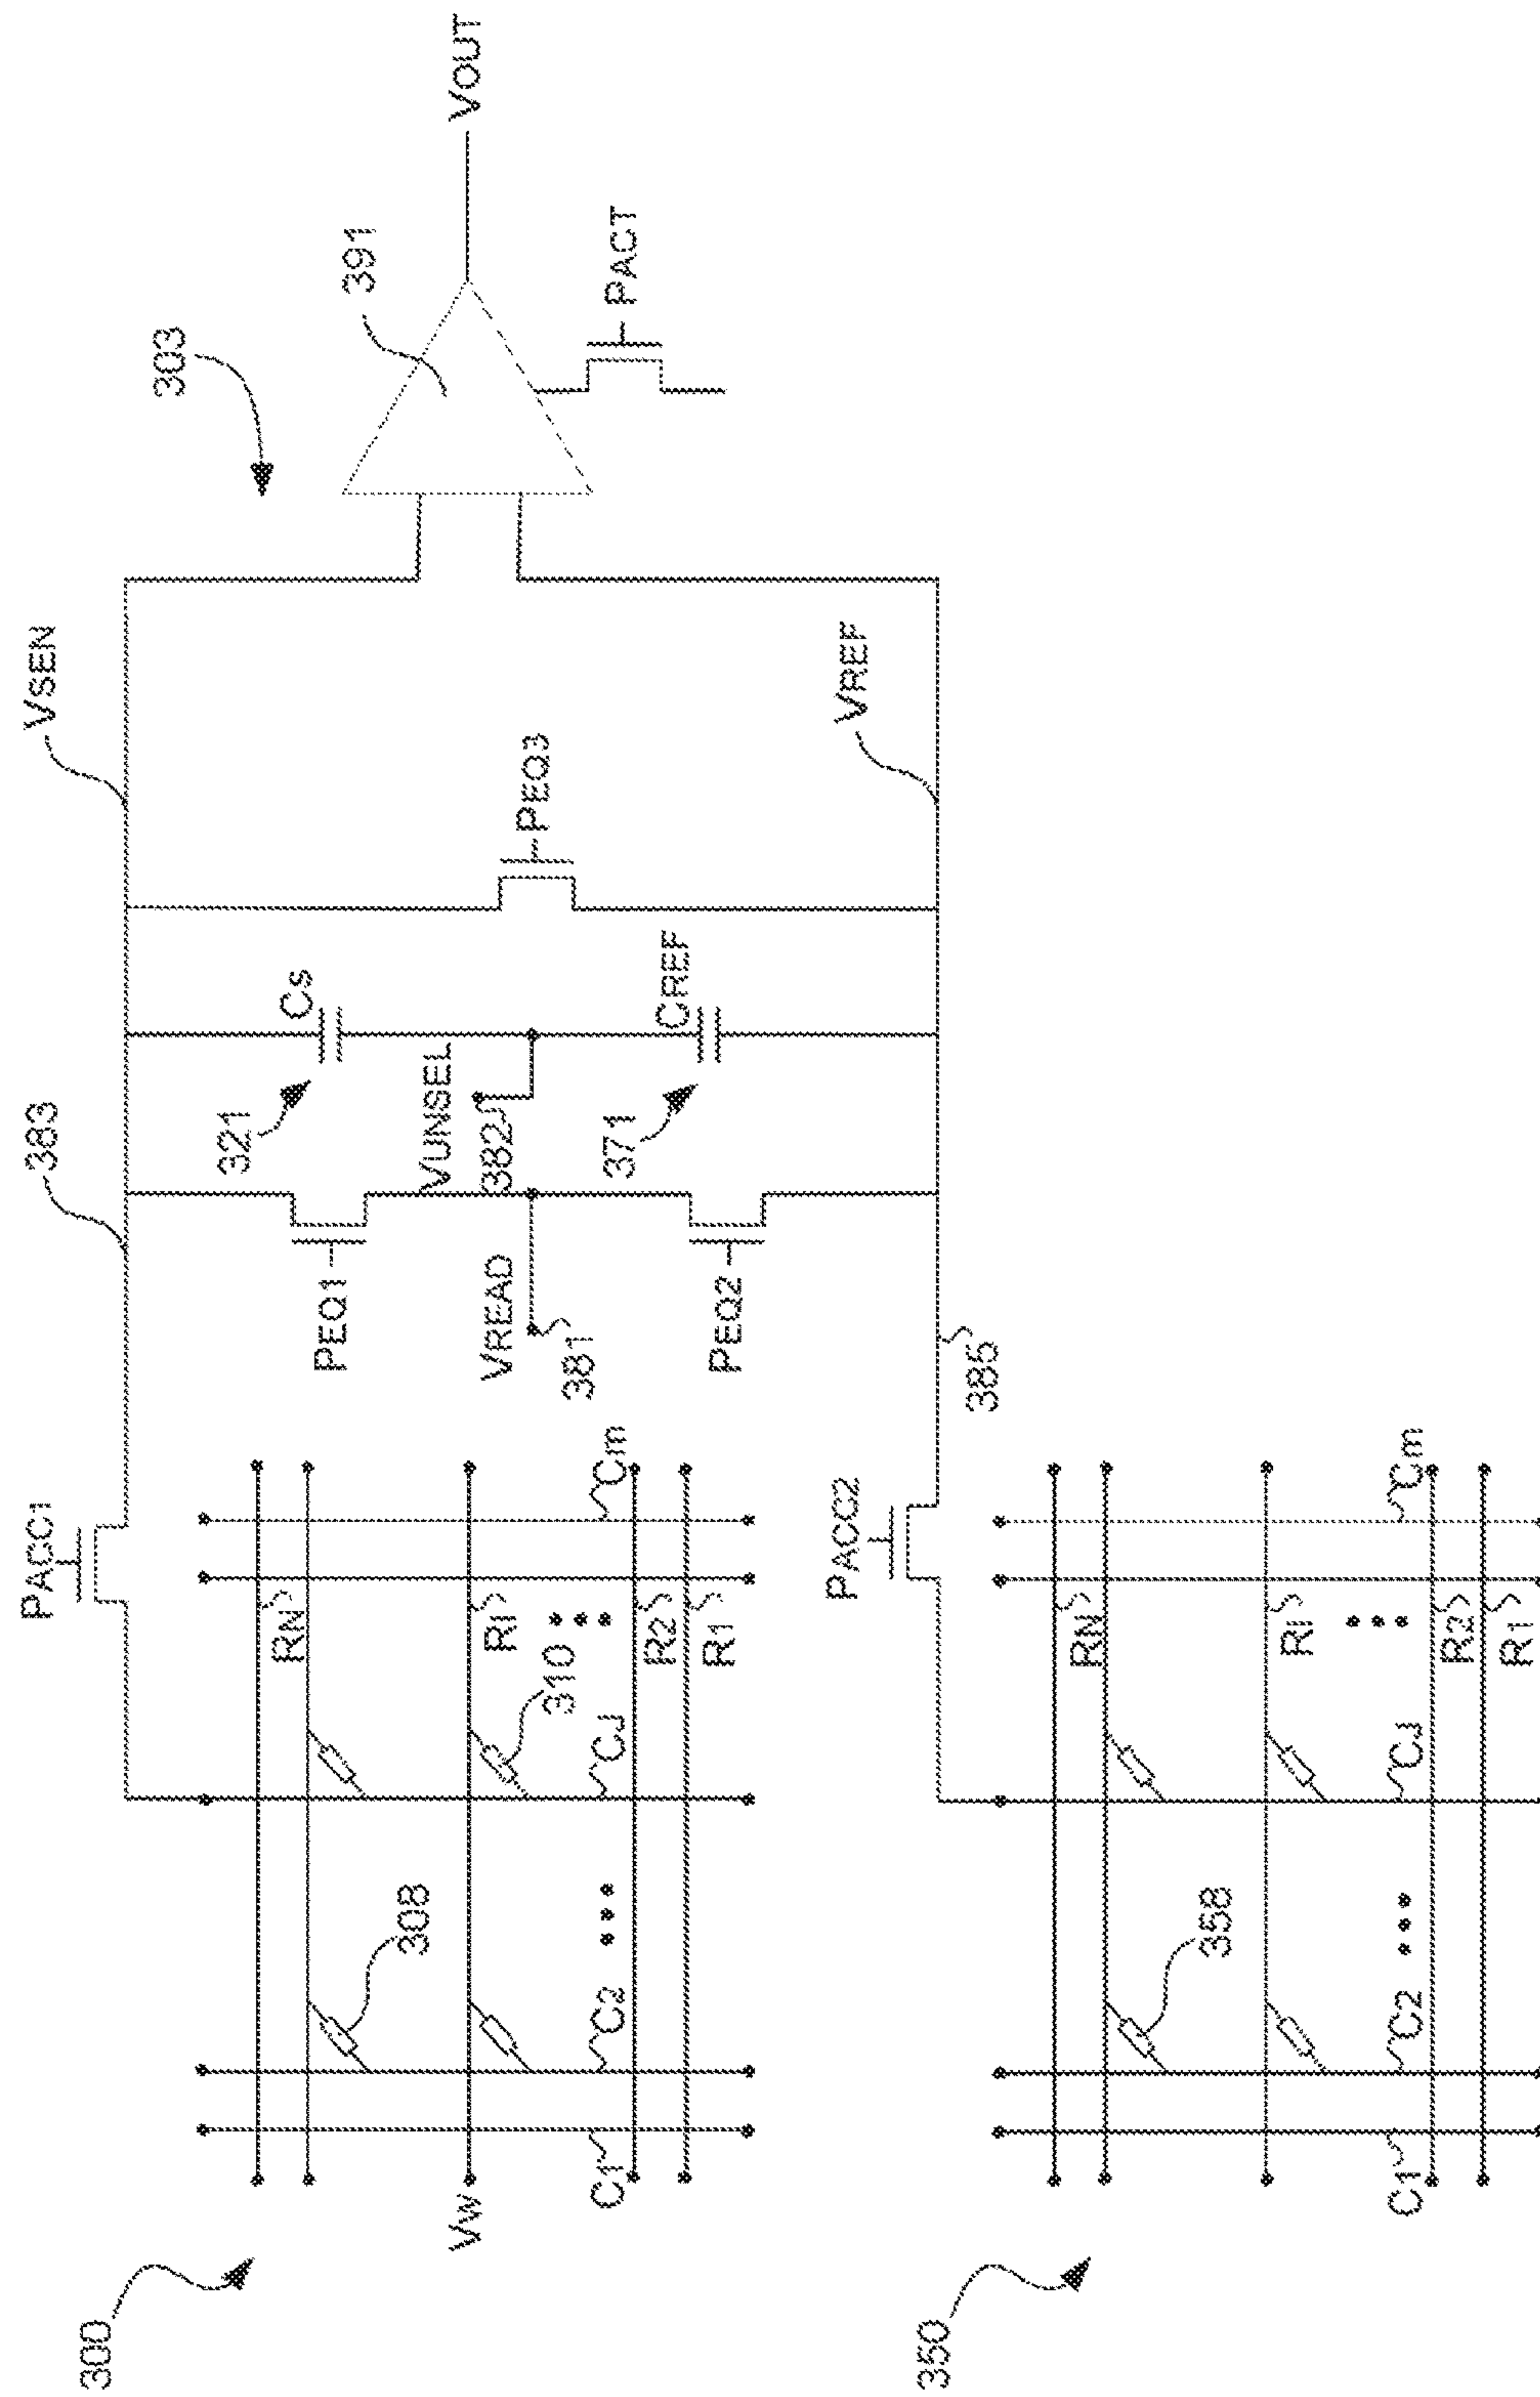 300
303
PACC1
383
VSEN
321
CS
PEQ1
VREAD
381
VUNSEL
382
PEQ3
391
VOUT
PACT
371
CREF
PEQ2
RN
308
VW
RI
310
C1
C2
CJ
Cm
R2
R1
350
PACC2
385
VREF
RN
358
RI
C1
C2
CJ
Cm
R2
R1